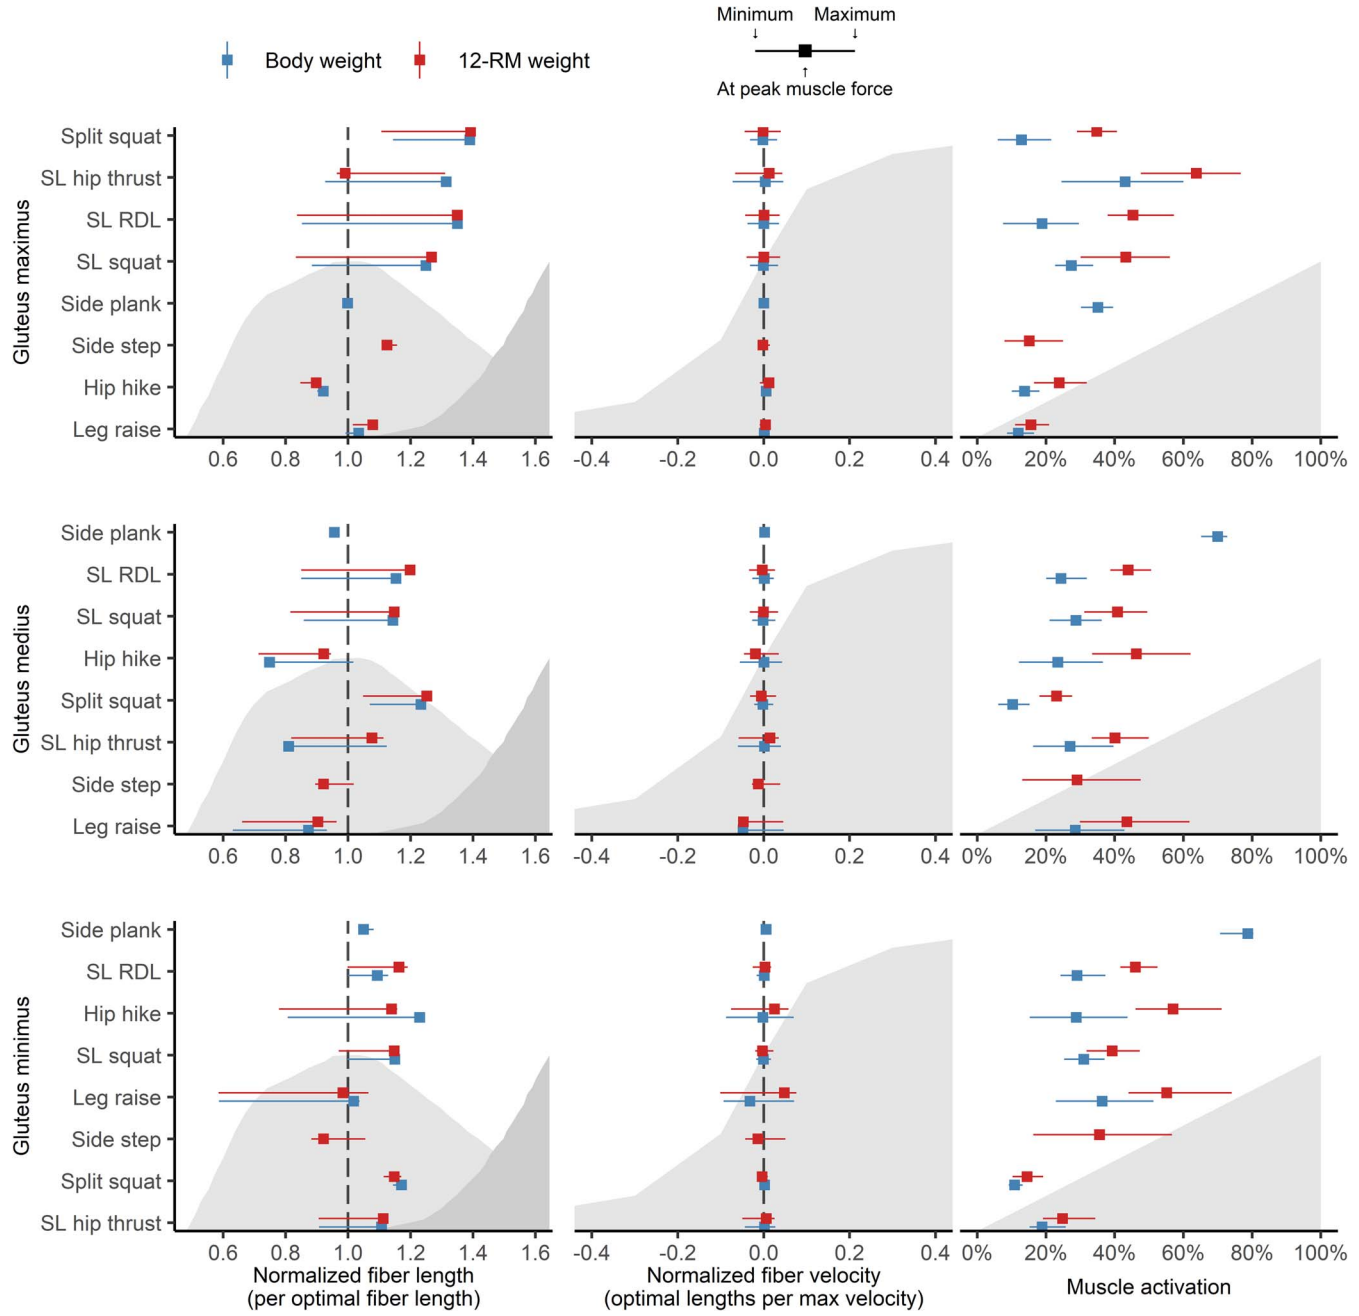 Minimum Maximum
↓ ↓
Body weight 12-RM weight
↑
At peak muscle force
Gluteus maximus
Split squat
SL hip thrust
SL RDL
SL squat
Side plank
Side step
Hip hike
Leg raise
0.6 0.8 1.0 1.2 1.4 1.6 -0.4 -0.2 0.0 0.2 0.4 0% 20% 40% 60% 80% 100%
Gluteus medius
Side plank
SL RDL
SL squat
Hip hike
Split squat
SL hip thrust
Side step
Leg raise
0.6 0.8 1.0 1.2 1.4 1.6 -0.4 -0.2 0.0 0.2 0.4 0% 20% 40% 60% 80% 100%
Gluteus minimus
Side plank
SL RDL
Hip hike
SL squat
Leg raise
Side step
Split squat
SL hip thrust
0.6 0.8 1.0 1.2 1.4 1.6 -0.4 -0.2 0.0 0.2 0.4 0% 20% 40% 60% 80% 100%
Normalized fiber length
(per optimal fiber length)
Normalized fiber velocity
(optimal lengths per max velocity)
Muscle activation